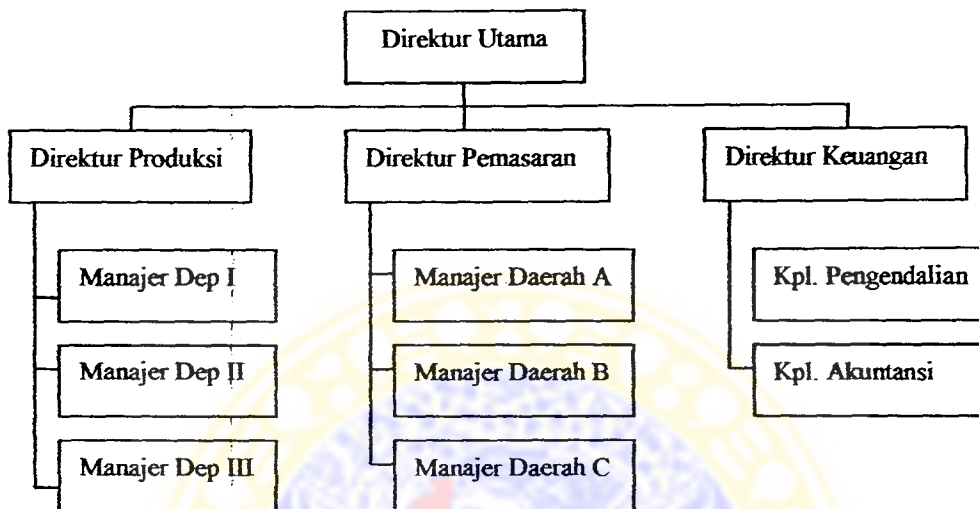 Direktur Utama
Direktur Produksi
Direktur Pemasaran
Direktur Keuangan
Manajer Dep I
Manajer Daerah A
Kpl. Pengendalian
Manajer Dep II
Manajer Daerah B
Kpl. Akuntansi
Manajer Dep III
Manajer Daerah C